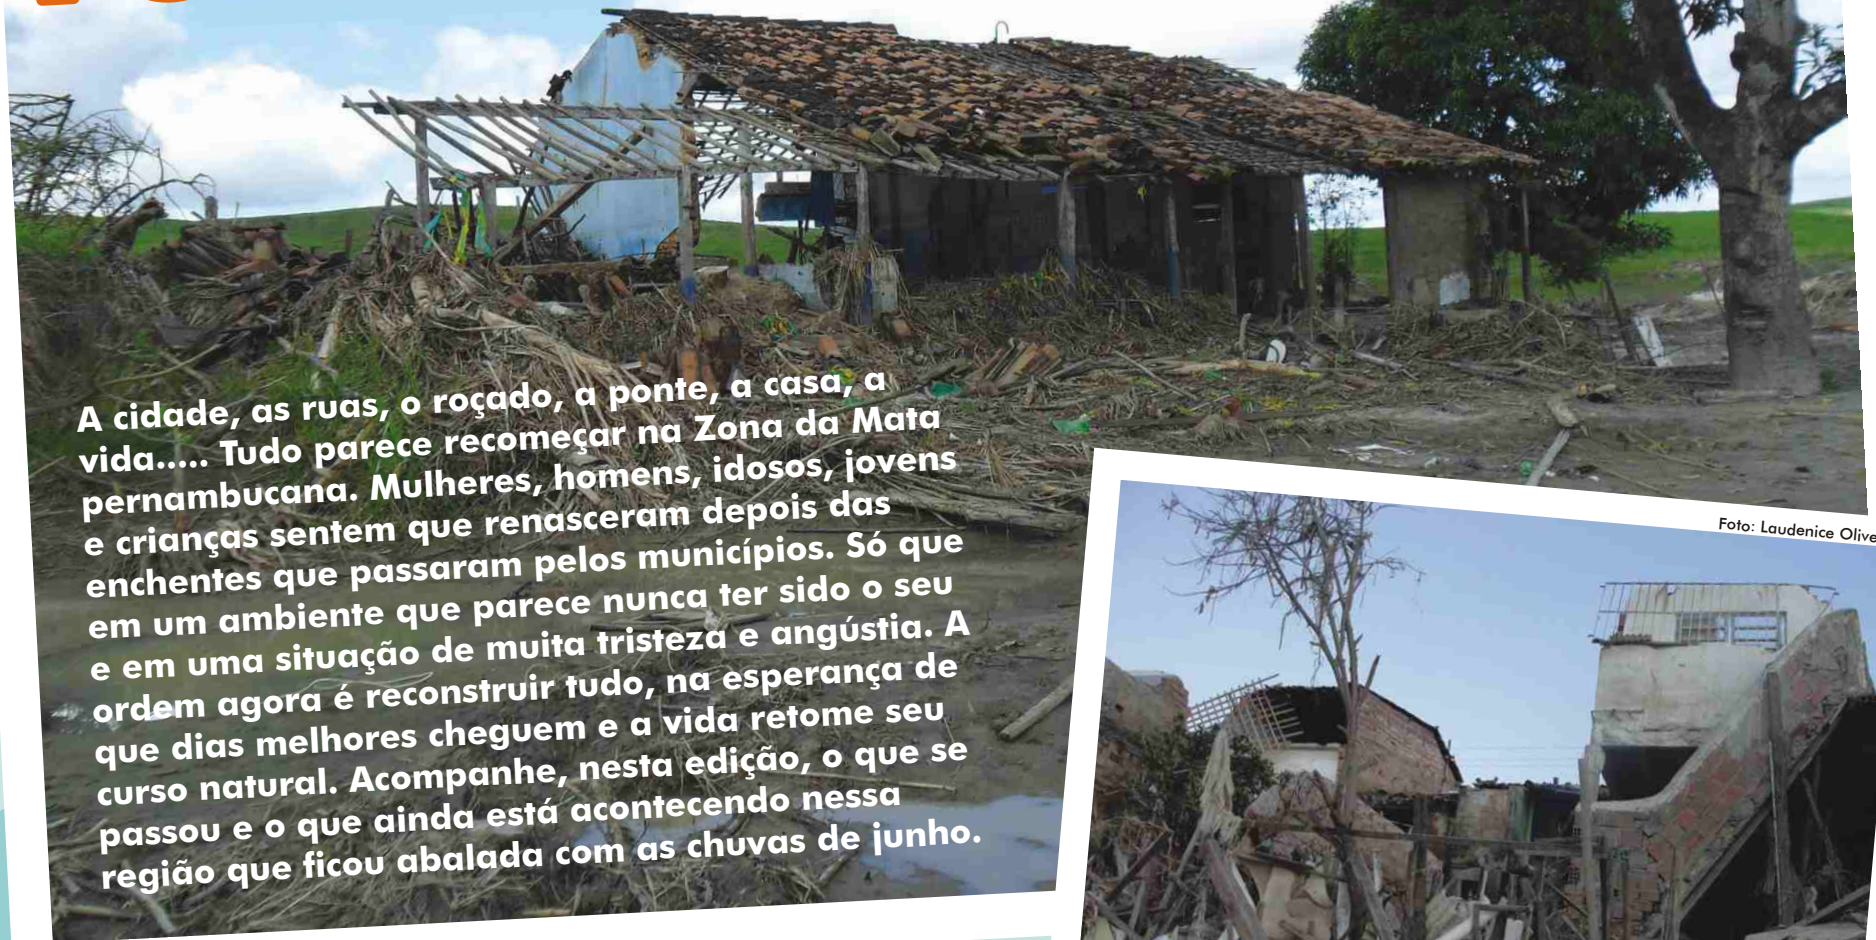 A cidade, as ruas, o roçado, a ponte, a casa, a
vida..... Tudo parece recomeçar na Zona da Mata
pernambucana. Mulheres, homens, idosos, jovens
e crianças sentem que renasceram depois das
enchentes que passaram pelos municípios. Só que
em um ambiente que parece nunca ter sido o seu
e em uma situação de muita tristeza e angústia. A
ordem agora é reconstruir tudo, na esperança de
que dias melhores cheguem e a vida retome seu
curso natural. Acompanhe, nesta edição, o que se
passou e o que ainda está acontecendo nessa
região que ficou abalada com as chuvas de junho.
Foto: Laudenice Olive